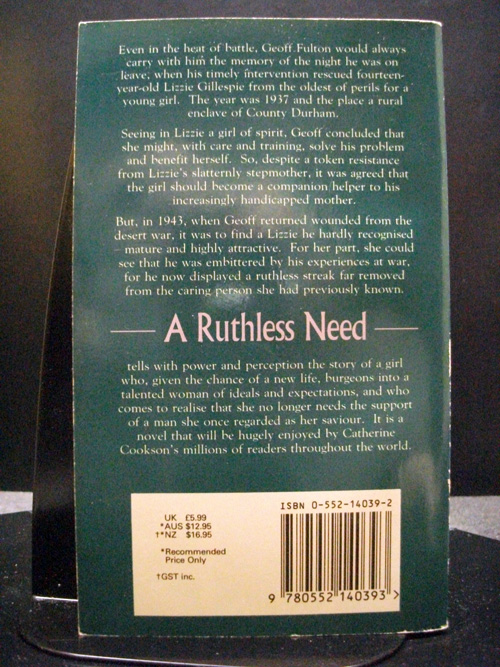 Even in the heat of battle, Geoff Fulton would always
carry with him the memory of the night he was on
leave, when his timely intervention rescued fourteen-
year-old Lizzie Gillespie from the oldest of perils for a
young girl. The year was 1937 and the place a rural
enclave of County Durham.
Seeing in Lizzie a girl of spirit, Geoff concluded that
she might, with care and training, solve his problem
and benefit herself. So, despite a token resistance
from Lizzie's slatternly stepmother, it was agreed that
the girl should become a companion/helper to his
increasingly handicapped mother.
But, in 1943, when Geoff returned wounded from the
desert war, it was to find a Lizzie he hardly recognised
– mature and highly attractive. For her part, she could
see that he was embittered by his experiences at war,
for he now displayed a ruthless streak far removed
from the caring person she had previously known.
A Ruthless Need
tells with power and perception the story of a girl
who, given the chance of a new life, burgeons into a
talented woman of ideals and expectations, and who
comes to realise that she no longer needs the support
of a man she once regarded as her saviour. It is a
novel that will be hugely enjoyed by Catherine
Cookson's millions of readers throughout the world.
UK £5.99
*AUS $12.95
†*NZ $16.95
*Recommended
Price Only
†GST inc.
ISBN 0-552-14039-2
9 780552 140393 >